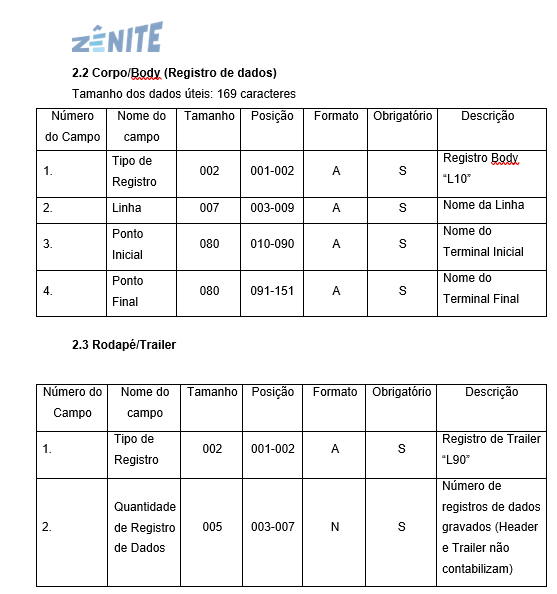 ZÊNITE
2.2 Corpo/Body (Registro de dados)
Tamanho dos dados úteis: 169 caracteres
Número do Campo | Nome do campo | Tamanho | Posição | Formato | Obrigatório | Descrição
1. | Tipo de Registro | 002 | 001-002 | A | S | Registro Body “L10”
2. | Linha | 007 | 003-009 | A | S | Nome da Linha
3. | Ponto Inicial | 080 | 010-090 | A | S | Nome do Terminal Inicial
4. | Ponto Final | 080 | 091-151 | A | S | Nome do Terminal Final
2.3 Rodapé/Trailer
Número do Campo | Nome do campo | Tamanho | Posição | Formato | Obrigatório | Descrição
1. | Tipo de Registro | 002 | 001-002 | A | S | Registro de Trailer “L90”
2. | Quantidade de Registro de Dados | 005 | 003-007 | N | S | Número de registros de dados gravados (Header e Trailer não contabilizam)